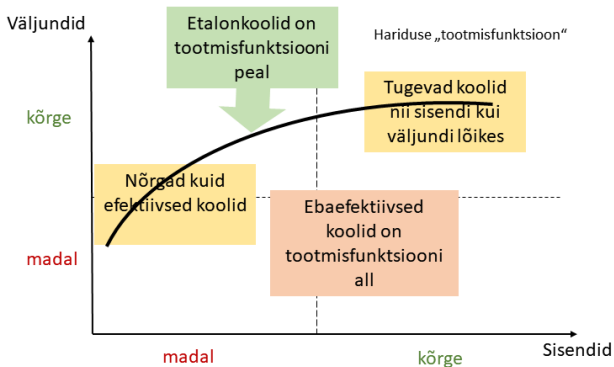 Väljundid
Etalonkoolid on
tootmisfunktsiooni
peal
Hariduse „tootmisfunktsioon“
kõrge
Tugevad koolid
nii sisendi kui
väljundi lõikes
Nõrgad kuid
efektiivsed koolid
Ebaefektiivsed
koolid on
tootmisfunktsiooni
all
madal
madal
kõrge
Sisendid